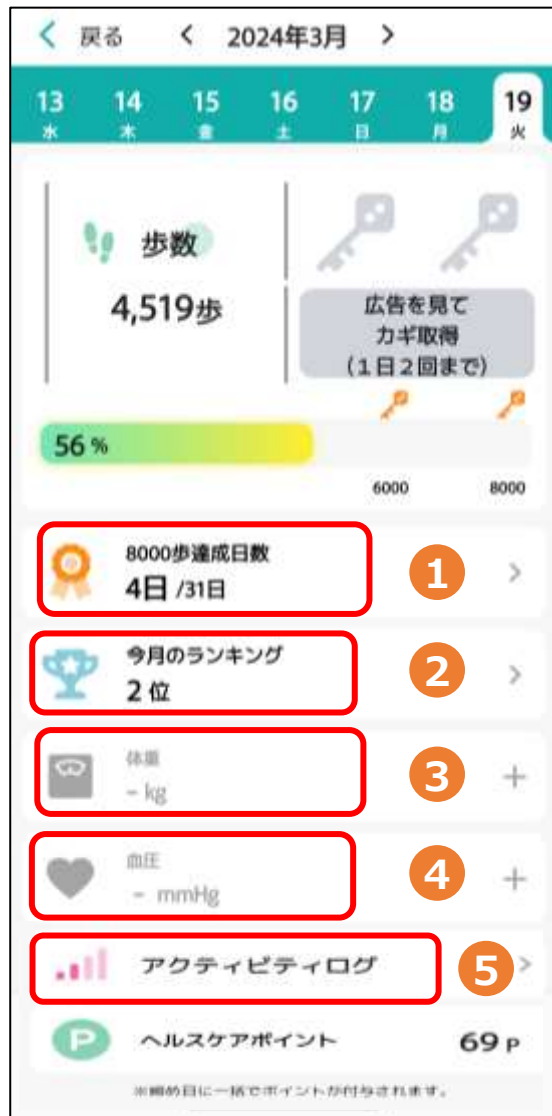 戻る 2024年3月
13 14 15 16 17 18 19
水 木 金 土 日 月 火
歩数
4,519歩
広告を見て
カギ取得
(1日2回まで)
56 %
6000 8000
8000歩達成日数
4日 /31日
1
今月のランキング
2 位
2
体重
- kg
3
血圧
- mmHg
4
アクティビティログ
5
P ヘルスケアポイント 69 P
※締め日に一括でポイントが付与されます。